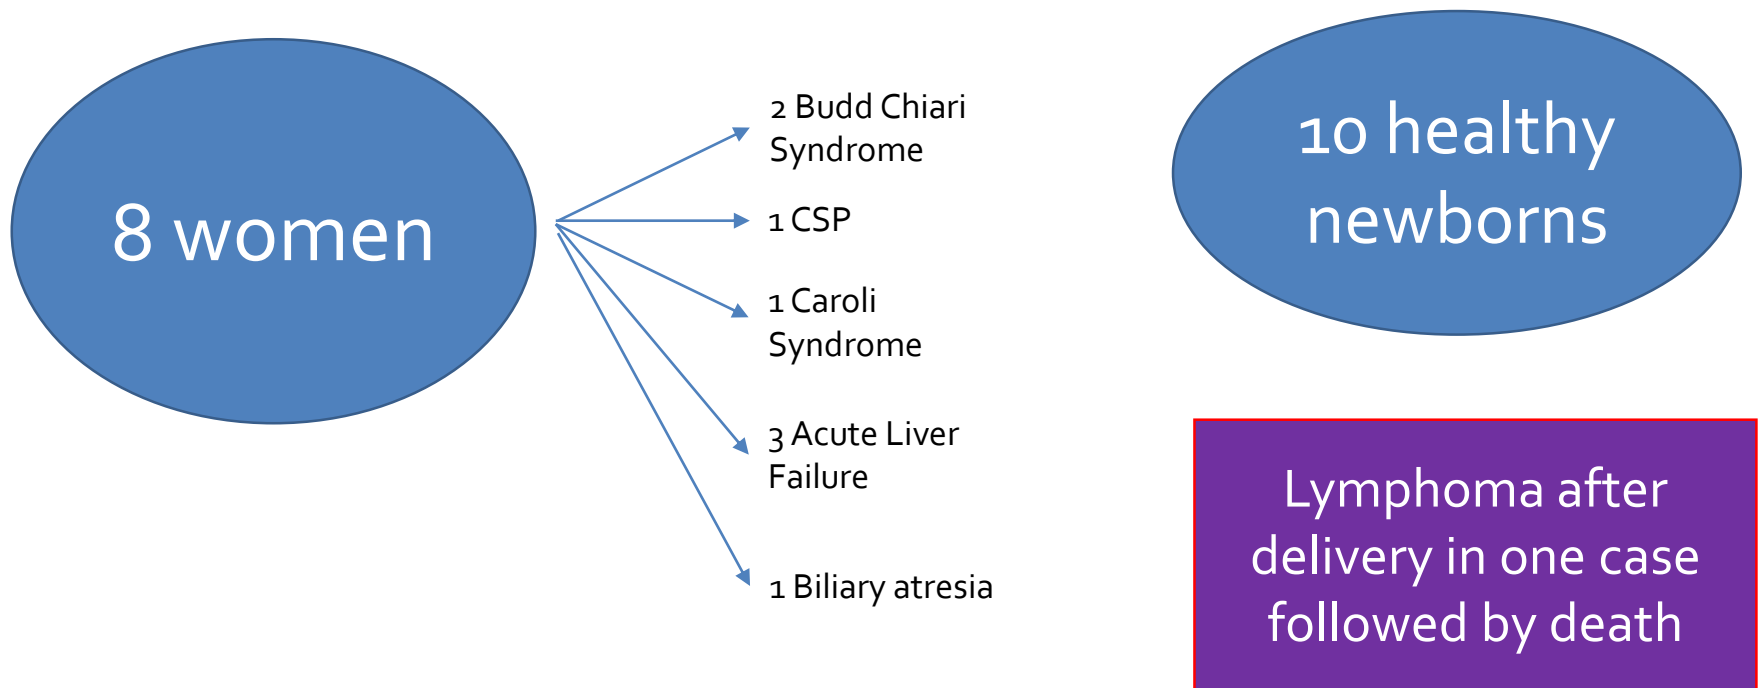 8 women
2 Budd Chiari
Syndrome
1 CSP
1 Caroli
Syndrome
3 Acute Liver
Failure
1 Biliary atresia
10 healthy
newborns
Lymphoma after
delivery in one case
followed by death